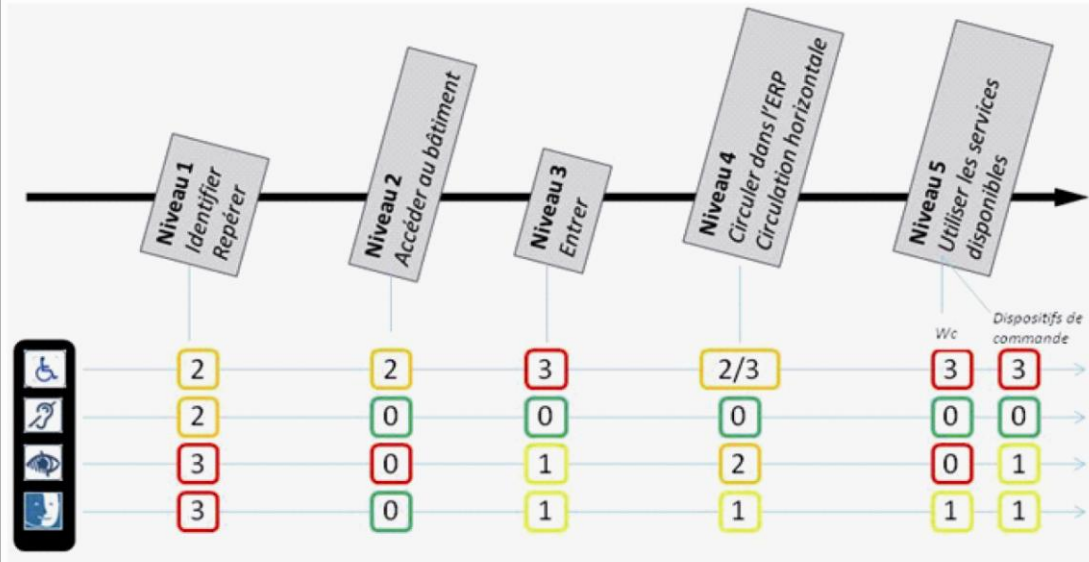 Niveau 1
Identifier
Repérer
Niveau 2
Accéder au bâtiment
Niveau 3
Entrer
Niveau 4
Circuler dans l'ERP
Circulation horizontale
Niveau 5
Utiliser les services
disponibles
Wc
Dispositifs de
commande
2 2 3 2/3 3 3
2 0 0 0 0 0
3 0 1 2 0 1
3 0 1 1 1 1